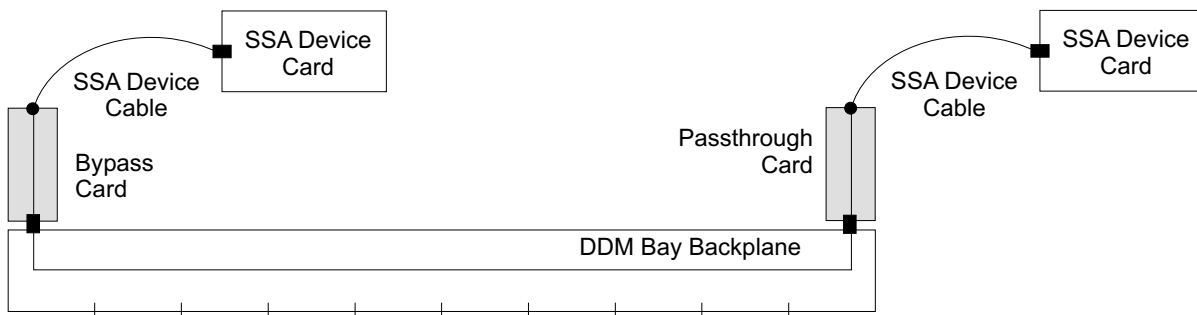 SSA Device
Card
SSA Device
Cable
Bypass
Card
SSA Device
Card
SSA Device
Cable
Passthrough
Card
DDM Bay Backplane